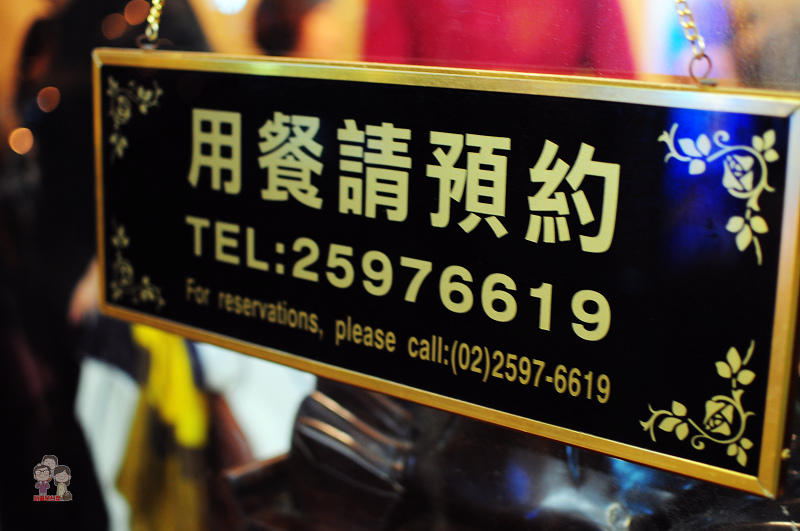 用餐請預約
TEL:25976619
For reservations, please call:(02)2597-6619